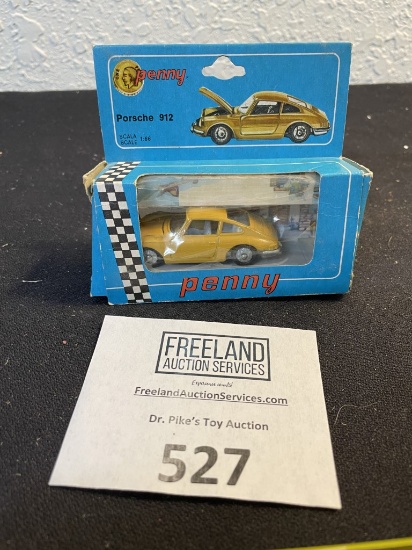 penny
Porsche 912
SCALA
SCALE 1:66
penny
FREELAND
AUCTION SERVICES
FreelandAuctionServices.com
Dr. Pike's Toy Auction
527